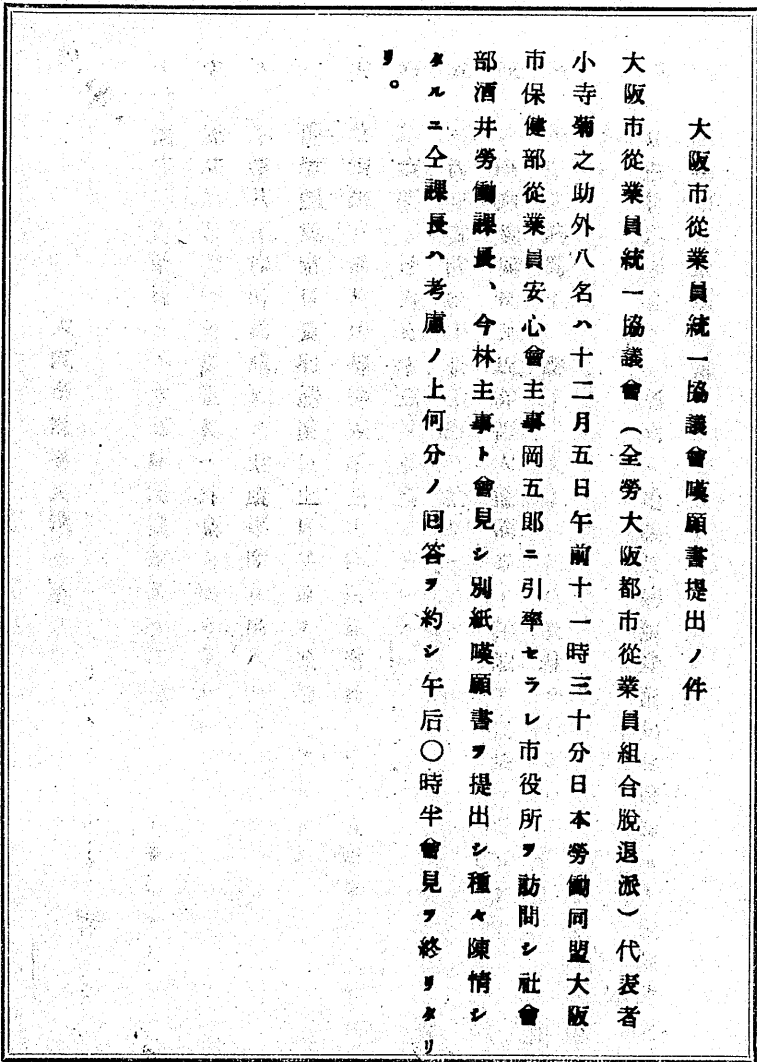 大阪市從業員統一協議會嘆願書提出ノ件
大阪市從業員統一協議會(全勞大阪都市從業員組合脫退派)代表者
小寺菊之助外八名ハ十二月五日午前十一時三十分日本勞働同盟大阪
市保健部從業員安心會主事岡五郎ニ引率セラレ市役所ヲ訪問シ社會
部酒井勞働課長、今林主事ト會見シ別紙嘆願書ヲ提出シ種々陳情シ
タルニ仝課長ハ考慮ノ上何分ノ回答ヲ約シ午后〇時半會見ヲ終リタリ
リ。